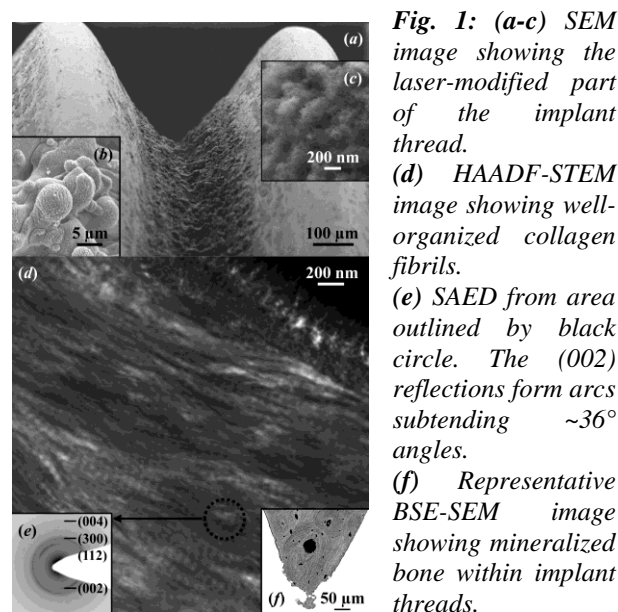 (a)
(c)
200 nm
(b)
5 µm
100 µm
(d)
200 nm
(e)
(004)
(300)
(112)
(002)
(f)
50 µm
Fig. 1: (a-c) SEM
image showing the
laser-modified part
of the implant
thread.
(d) HAADF-STEM
image showing well-
organized collagen
fibrils.
(e) SAED from area
outlined by black
circle. The (002)
reflections form arcs
subtending ~36°
angles.
(f) Representative
BSE-SEM image
showing mineralized
bone within implant
threads.